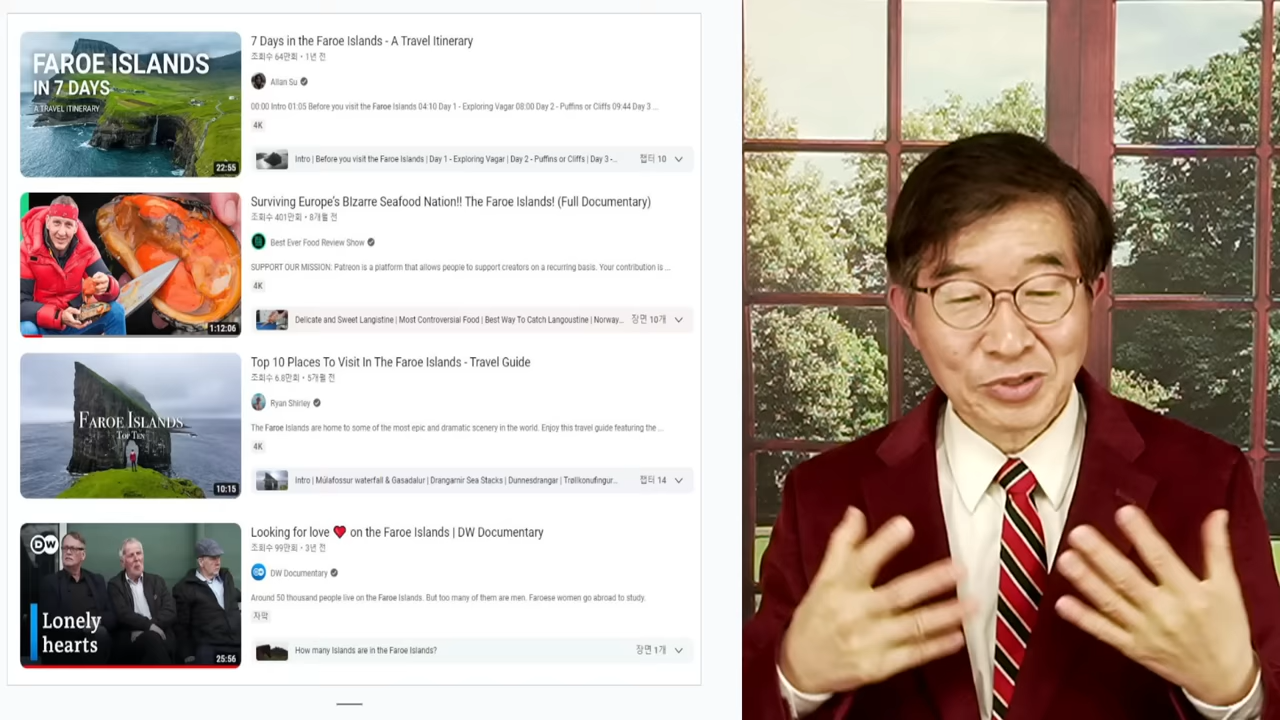 FAROE ISLANDS
IN 7 DAYS
A TRAVEL ITINERARY
22:55
7 Days in the Faroe Islands - A Travel Itinerary
조회수 64만회 • 1년 전
Allan Su
00:00 Intro 01:05 Before you visit the Faroe Islands 04:10 Day 1 - Exploring Vagar 08:00 Day 2 - Puffins or Cliffs 09:44 Day 3 ...
4K
Intro | Before you visit the Faroe Islands | Day 1 - Exploring Vagar | Day 2 - Puffins or Cliffs | Day 3 -...
챕터 10
1:12:06
Surviving Europe's BIzarre Seafood Nation!! The Faroe Islands! (Full Documentary)
조회수 401만회 • 8개월 전
Best Ever Food Review Show
SUPPORT OUR MISSION: Patreon is a platform that allows people to support creators on a recurring basis. Your contribution is ...
4K
Delicate and Sweet Langistine | Most Controversial Food | Best Way To Catch Langoustine | Norway...
장면 10개
FAROE ISLANDS
TOP TEN
10:15
Top 10 Places To Visit In The Faroe Islands - Travel Guide
조회수 6.8만회 • 5개월 전
Ryan Shirley
The Faroe Islands are home to some of the most epic and dramatic scenery in the world. Enjoy this travel guide featuring the ...
4K
Intro | Múlafossur waterfall & Gasadalur | Drangarnir Sea Stacks | Dunnesdrangar | Trøllkonufingur...
챕터 14
DW
Lonely
hearts
25:56
Looking for love ❤️ on the Faroe Islands | DW Documentary
조회수 99만회 • 3년 전
DW Documentary
Around 50 thousand people live on the Faroe Islands. But too many of them are men. Faroese women go abroad to study.
자막
How many Islands are in the Faroe Islands?
장면 1개